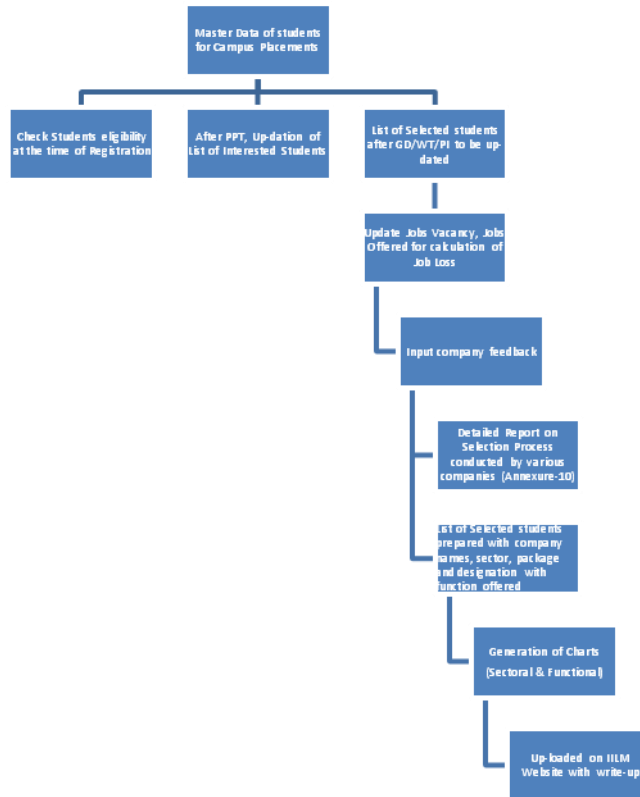 Master Data of students
for Campus Placements
Check Students eligibility
at the time of Registration
After PPT, Up-dation of
List of Interested Students
List of Selected students
after GD/WT/PI to be up-
dated
Update Jobs Vacancy, Jobs
Offered for calculation of
Job Loss
Input company feedback
Detailed Report on
Selection Process
conducted by various
companies (Annexure-10)
List of Selected students
prepared with company
names, sector, package
and designation with
function offered
Generation of Charts
(Sectoral & Functional)
Up-loaded on IILM
Website with write-up